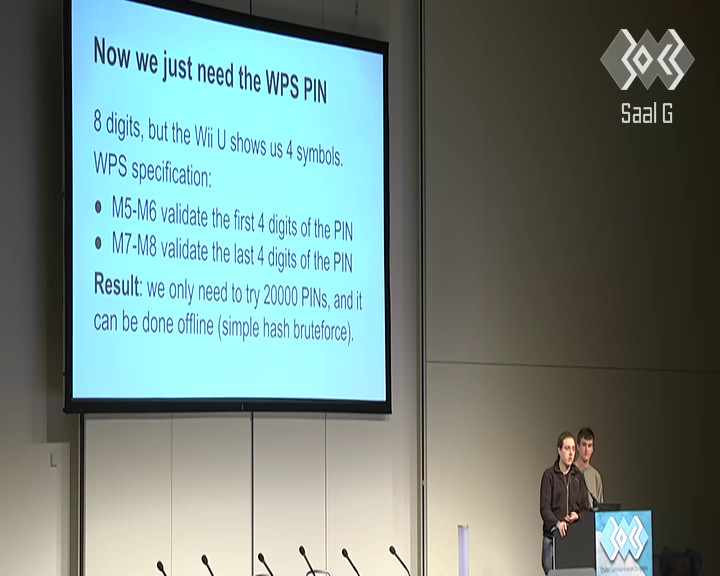 Now we just need the WPS PIN
8 digits, but the Wii U shows us 4 symbols.
WPS specification:
● M5-M6 validate the first 4 digits of the PIN
● M7-M8 validate the last 4 digits of the PIN
Result: we only need to try 20000 PINs, and it
can be done offline (simple hash bruteforce).
Saal G